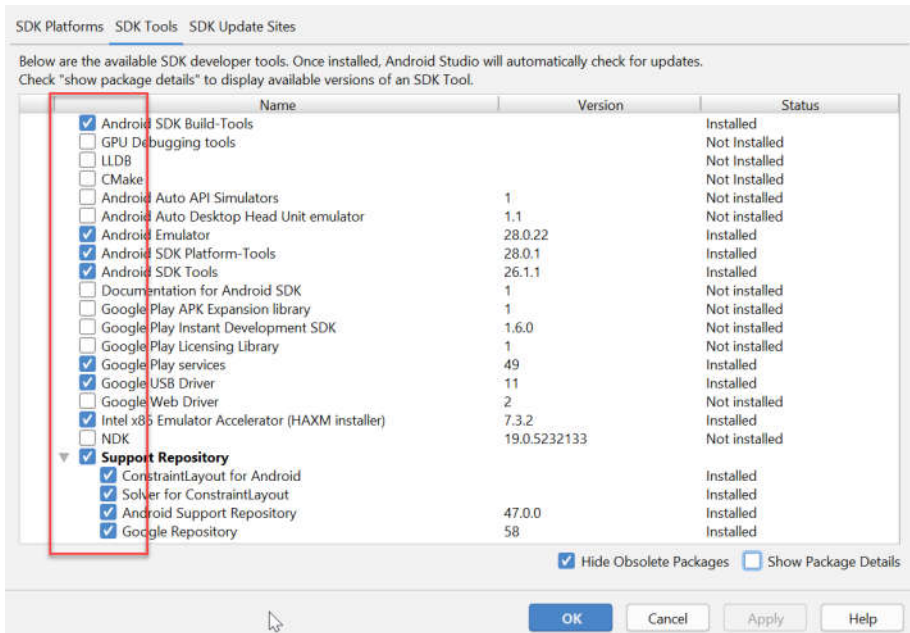 SDK Platforms SDK Tools SDK Update Sites
Below are the available SDK developer tools. Once installed, Android Studio will automatically check for updates.
Check "show package details" to display available versions of an SDK Tool.
Name Version Status
Android SDK Build-Tools Installed
GPU Debugging tools Not Installed
LLDB Not Installed
CMake Not Installed
Android Auto API Simulators 1 Not installed
Android Auto Desktop Head Unit emulator 1.1 Not installed
Android Emulator 28.0.22 Installed
Android SDK Platform-Tools 28.0.1 Installed
Android SDK Tools 26.1.1 Installed
Documentation for Android SDK 1 Not installed
Google Play APK Expansion library 1 Not installed
Google Play Instant Development SDK 1.6.0 Not installed
Google Play Licensing Library 1 Not installed
Google Play services 49 Installed
Google USB Driver 11 Installed
Google Web Driver 2 Not installed
Intel x86 Emulator Accelerator (HAXM installer) 7.3.2 Installed
NDK 19.0.5232133 Not installed
Support Repository
ConstraintLayout for Android Installed
Solver for ConstraintLayout Installed
Android Support Repository 47.0.0 Installed
Google Repository 58 Installed
Hide Obsolete Packages Show Package Details
OK Cancel Apply Help